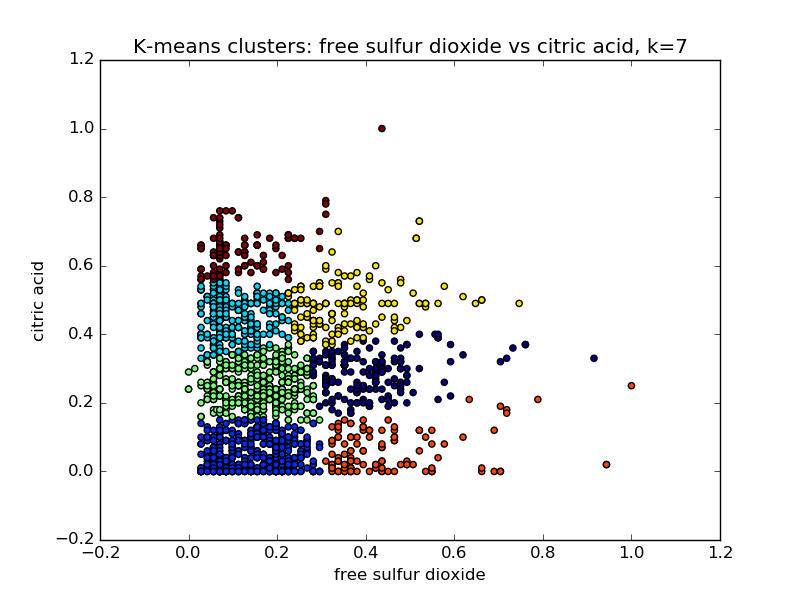 K-means clusters: free sulfur dioxide vs citric acid, k=7
1.2
1.0
0.8
0.6
0.4
0.2
0.0
−0.2
citric acid
−0.2 0.0 0.2 0.4 0.6 0.8 1.0 1.2
free sulfur dioxide